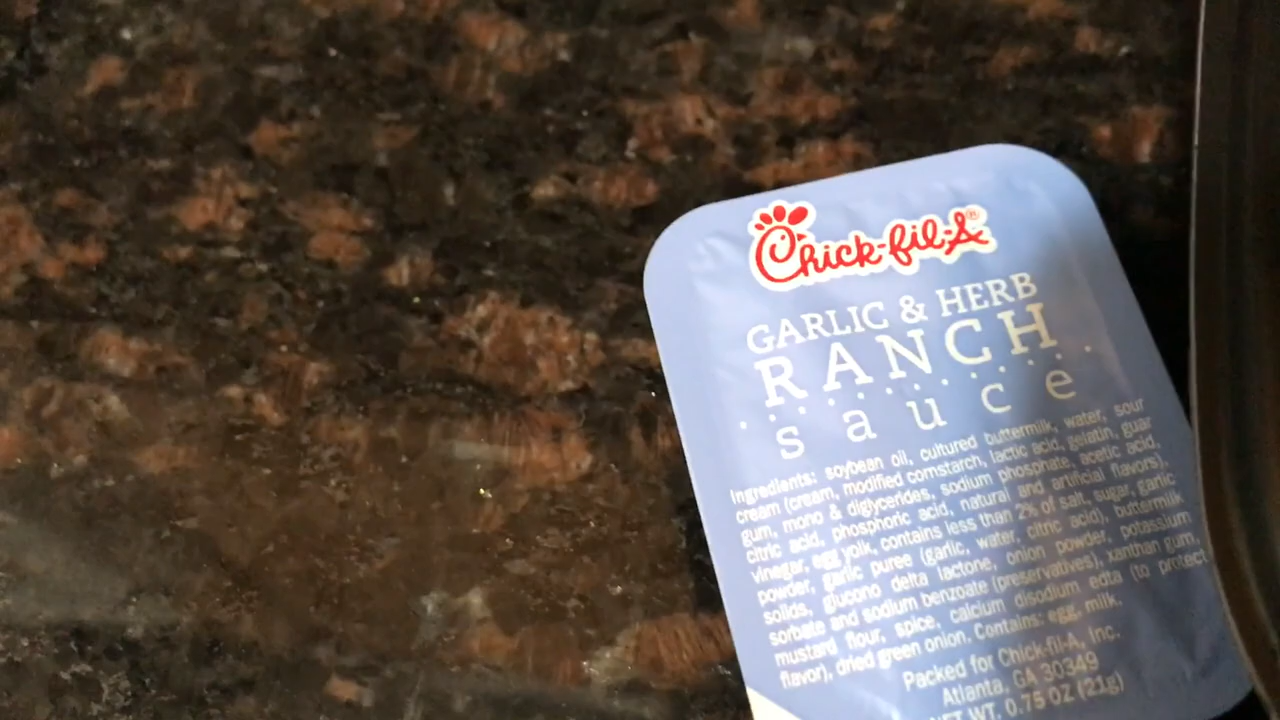 Chick-fil-A®
GARLIC & HERB
RANCH
sauce
Ingredients: soybean oil, cultured buttermilk, water, sour
cream (cream, modified cornstarch, lactic acid, gelatin, guar
gum, mono & diglycerides, sodium phosphate, acetic acid,
citric acid, phosphoric acid, natural and artificial flavors),
vinegar, egg yolk, contains less than 2% of salt, sugar, garlic
powder, garlic puree (garlic, water, citric acid), buttermilk
solids, glucono delta lactone, onion powder, potassium
sorbate and sodium benzoate (preservatives), xanthan gum,
mustard flour, spice, calcium disodium edta (to protect
flavor), dried green onion. Contains: egg, milk.
Packed for Chick-fil-A, Inc.
Atlanta, GA 30349
NET WT. 0.75 OZ (21g)